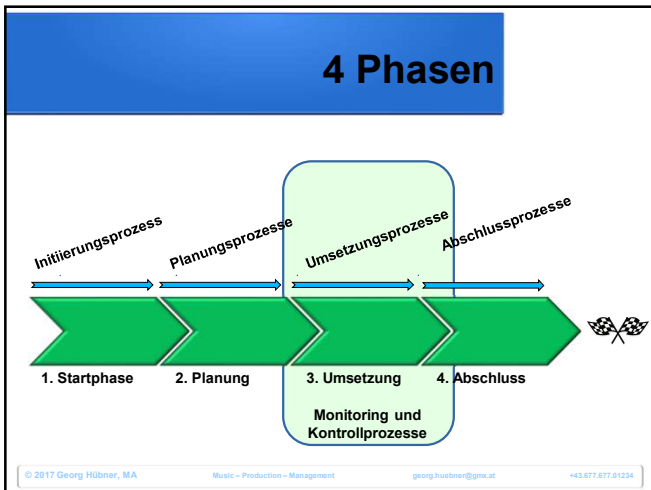 4 Phasen
Initiierungsprozess
Planungsprozesse
Umsetzungsprozesse
Abschlussprozesse
1. Startphase
2. Planung
3. Umsetzung
4. Abschluss
Monitoring und
Kontrollprozesse
© 2017 Georg Hübner, MA Music – Production – Management georg.huebner@gmx.at +43.677.677.01234